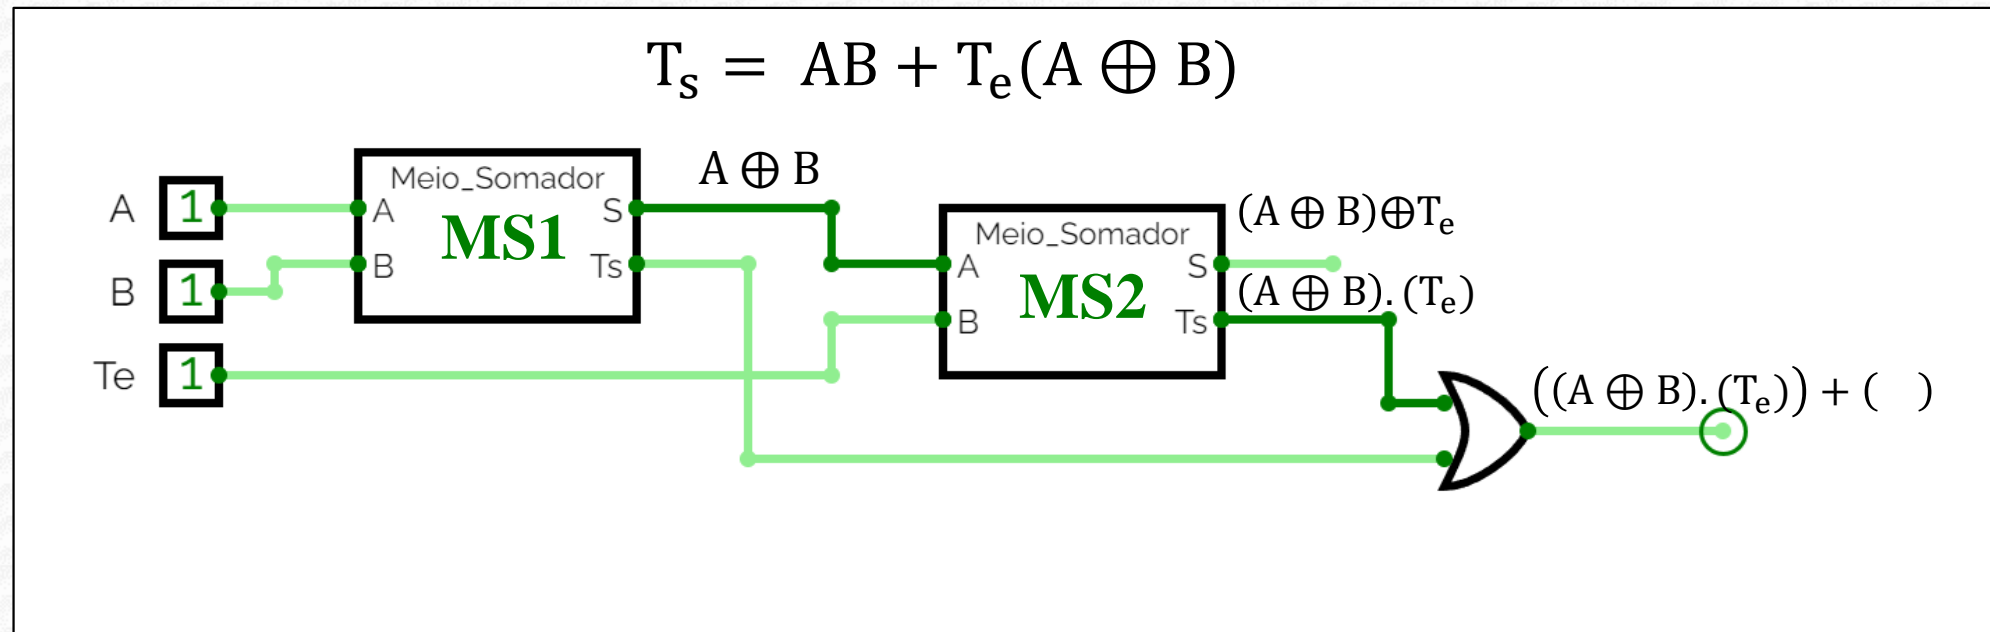 Tₛ = AB + Tₑ(A ⊕ B)
A ⊕ B
Meio_Somador
A 1 A MS1 S
B 1 B Ts
(A ⊕ B)⊕Tₑ
Meio_Somador
A MS2 S
(A ⊕ B).(Tₑ)
B Ts
Te 1
((A ⊕ B).(Tₑ)) + ( )